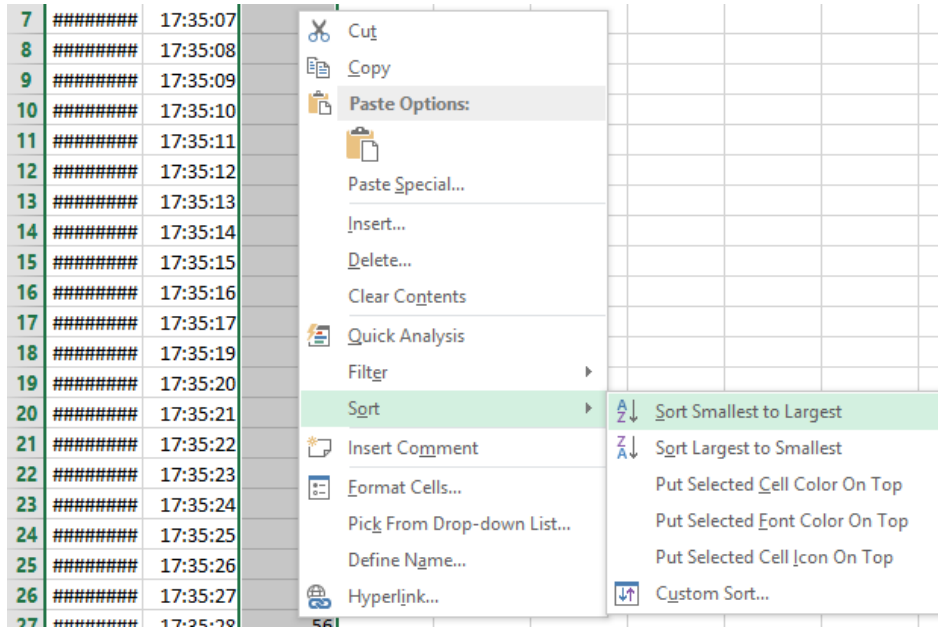 7 ######## 17:35:07
8 ######## 17:35:08
9 ######## 17:35:09
10 ######## 17:35:10
11 ######## 17:35:11
12 ######## 17:35:12
13 ######## 17:35:13
14 ######## 17:35:14
15 ######## 17:35:15
16 ######## 17:35:16
17 ######## 17:35:17
18 ######## 17:35:19
19 ######## 17:35:20
20 ######## 17:35:21
21 ######## 17:35:22
22 ######## 17:35:23
23 ######## 17:35:24
24 ######## 17:35:25
25 ######## 17:35:26
26 ######## 17:35:27
27 ######## 17:35:28 56
Cut
Copy
Paste Options:
Paste Special...
Insert...
Delete...
Clear Contents
Quick Analysis
Filter
Sort
Insert Comment
Format Cells...
Pick From Drop-down List...
Define Name...
Hyperlink...
Sort Smallest to Largest
Sort Largest to Smallest
Put Selected Cell Color On Top
Put Selected Font Color On Top
Put Selected Cell Icon On Top
Custom Sort...